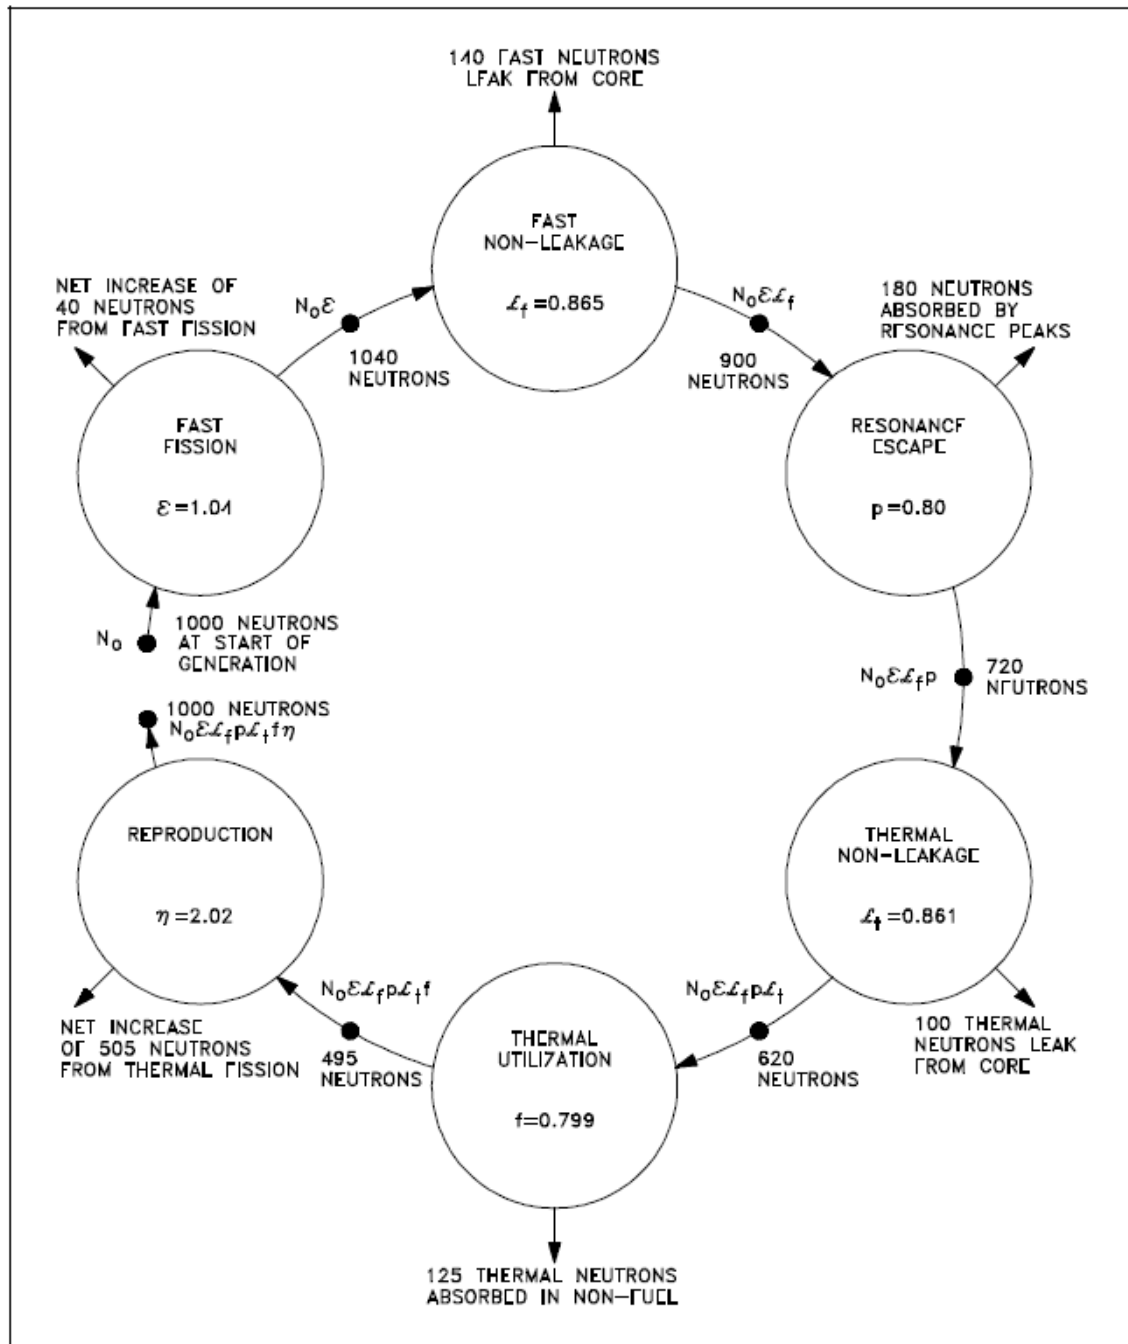 140 FAST NEUTRONS
LEAK FROM CORE
FAST
NON-LEAKAGE
ℒf=0.865
NET INCREASE OF
40 NEUTRONS
FROM FAST FISSION
N₀ε
1040
NEUTRONS
N₀εℒf
900
NEUTRONS
180 NEUTRONS
ABSORBED BY
RESONANCE PEAKS
FAST
FISSION
ε=1.04
RESONANCE
ESCAPE
p=0.80
N₀
1000 NEUTRONS
AT START OF
GENERATION
N₀εℒfp
720
NEUTRONS
1000 NEUTRONS
N₀εℒfpℒtfη
REPRODUCTION
η=2.02
THERMAL
NON-LEAKAGE
ℒt=0.861
N₀εℒfpℒtf
495
NEUTRONS
N₀εℒfpℒt
620
NEUTRONS
NET INCREASE
OF 505 NEUTRONS
FROM THERMAL FISSION
THERMAL
UTILIZATION
f=0.799
100 THERMAL
NEUTRONS LEAK
FROM CORE
125 THERMAL NEUTRONS
ABSORBED IN NON-FUEL